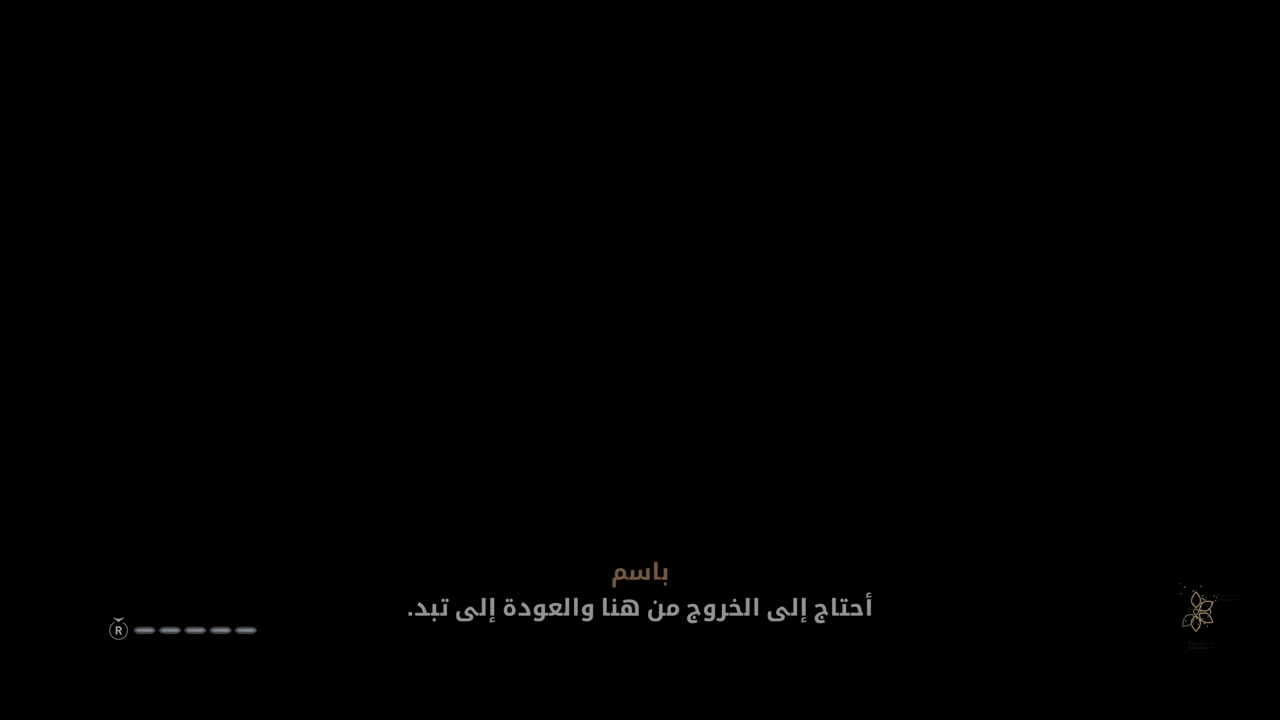 باسم
أحتاج إلى الخروج من هنا والعودة إلى تبد.
R